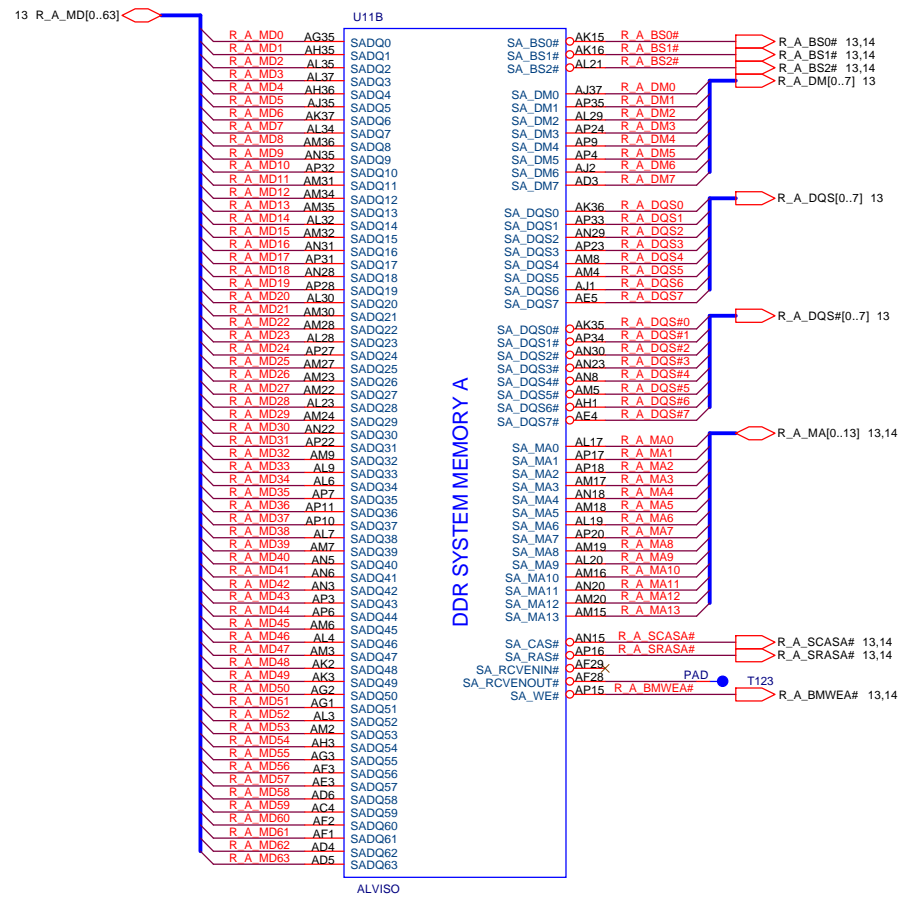 13 R_A_MD[0..63]
U11B
R_A_MD0 AG35 SADQ0
R_A_MD1 AH35 SADQ1
R_A_MD2 AL35 SADQ2
R_A_MD3 AL37 SADQ3
R_A_MD4 AH36 SADQ4
R_A_MD5 AJ35 SADQ5
R_A_MD6 AK37 SADQ6
R_A_MD7 AL34 SADQ7
R_A_MD8 AM36 SADQ8
R_A_MD9 AN35 SADQ9
R_A_MD10 AP32 SADQ10
R_A_MD11 AM31 SADQ11
R_A_MD12 AM34 SADQ12
R_A_MD13 AM35 SADQ13
R_A_MD14 AL32 SADQ14
R_A_MD15 AM32 SADQ15
R_A_MD16 AN31 SADQ16
R_A_MD17 AP31 SADQ17
R_A_MD18 AN28 SADQ18
R_A_MD19 AP28 SADQ19
R_A_MD20 AL30 SADQ20
R_A_MD21 AM30 SADQ21
R_A_MD22 AM28 SADQ22
R_A_MD23 AL28 SADQ23
R_A_MD24 AP27 SADQ24
R_A_MD25 AM27 SADQ25
R_A_MD26 AM23 SADQ26
R_A_MD27 AM22 SADQ27
R_A_MD28 AL23 SADQ28
R_A_MD29 AM24 SADQ29
R_A_MD30 AN22 SADQ30
R_A_MD31 AP22 SADQ31
R_A_MD32 AM9 SADQ32
R_A_MD33 AL9 SADQ33
R_A_MD34 AL6 SADQ34
R_A_MD35 AP7 SADQ35
R_A_MD36 AP11 SADQ36
R_A_MD37 AP10 SADQ37
R_A_MD38 AL7 SADQ38
R_A_MD39 AM7 SADQ39
R_A_MD40 AN5 SADQ40
R_A_MD41 AN6 SADQ41
R_A_MD42 AN3 SADQ42
R_A_MD43 AP3 SADQ43
R_A_MD44 AP6 SADQ44
R_A_MD45 AM6 SADQ45
R_A_MD46 AL4 SADQ46
R_A_MD47 AM3 SADQ47
R_A_MD48 AK2 SADQ48
R_A_MD49 AK3 SADQ49
R_A_MD50 AG2 SADQ50
R_A_MD51 AG1 SADQ51
R_A_MD52 AL3 SADQ52
R_A_MD53 AM2 SADQ53
R_A_MD54 AH3 SADQ54
R_A_MD55 AG3 SADQ55
R_A_MD56 AF3 SADQ56
R_A_MD57 AE3 SADQ57
R_A_MD58 AD6 SADQ58
R_A_MD59 AC4 SADQ59
R_A_MD60 AF2 SADQ60
R_A_MD61 AF1 SADQ61
R_A_MD62 AD4 SADQ62
R_A_MD63 AD5 SADQ63
DDR SYSTEM MEMORY A
SA_BS0# AK15 R_A_BS0# R_A_BS0# 13,14
SA_BS1# AK16 R_A_BS1# R_A_BS1# 13,14
SA_BS2# AL21 R_A_BS2# R_A_BS2# 13,14
R_A_DM[0..7] 13
SA_DM0 AJ37 R_A_DM0
SA_DM1 AP35 R_A_DM1
SA_DM2 AL29 R_A_DM2
SA_DM3 AP24 R_A_DM3
SA_DM4 AP9 R_A_DM4
SA_DM5 AP4 R_A_DM5
SA_DM6 AJ2 R_A_DM6
SA_DM7 AD3 R_A_DM7
R_A_DQS[0..7] 13
SA_DQS0 AK36 R_A_DQS0
SA_DQS1 AP33 R_A_DQS1
SA_DQS2 AN29 R_A_DQS2
SA_DQS3 AP23 R_A_DQS3
SA_DQS4 AM8 R_A_DQS4
SA_DQS5 AM4 R_A_DQS5
SA_DQS6 AJ1 R_A_DQS6
SA_DQS7 AE5 R_A_DQS7
R_A_DQS#[0..7] 13
SA_DQS0# AK35 R_A_DQS#0
SA_DQS1# AP34 R_A_DQS#1
SA_DQS2# AN30 R_A_DQS#2
SA_DQS3# AN23 R_A_DQS#3
SA_DQS4# AN8 R_A_DQS#4
SA_DQS5# AM5 R_A_DQS#5
SA_DQS6# AH1 R_A_DQS#6
SA_DQS7# AE4 R_A_DQS#7
R_A_MA[0..13] 13,14
SA_MA0 AL17 R_A_MA0
SA_MA1 AP17 R_A_MA1
SA_MA2 AP18 R_A_MA2
SA_MA3 AM17 R_A_MA3
SA_MA4 AN18 R_A_MA4
SA_MA5 AM18 R_A_MA5
SA_MA6 AL19 R_A_MA6
SA_MA7 AP20 R_A_MA7
SA_MA8 AM19 R_A_MA8
SA_MA9 AL20 R_A_MA9
SA_MA10 AM16 R_A_MA10
SA_MA11 AN20 R_A_MA11
SA_MA12 AM20 R_A_MA12
SA_MA13 AM15 R_A_MA13
SA_CAS# AN15 R_A_SCASA# R_A_SCASA# 13,14
SA_RAS# AP16 R_A_SRASA# R_A_SRASA# 13,14
SA_RCVENIN# AF29
SA_RCVENOUT# AF28 PAD T123
SA_WE# AP15 R_A_BMWEA# R_A_BMWEA# 13,14
ALVISO